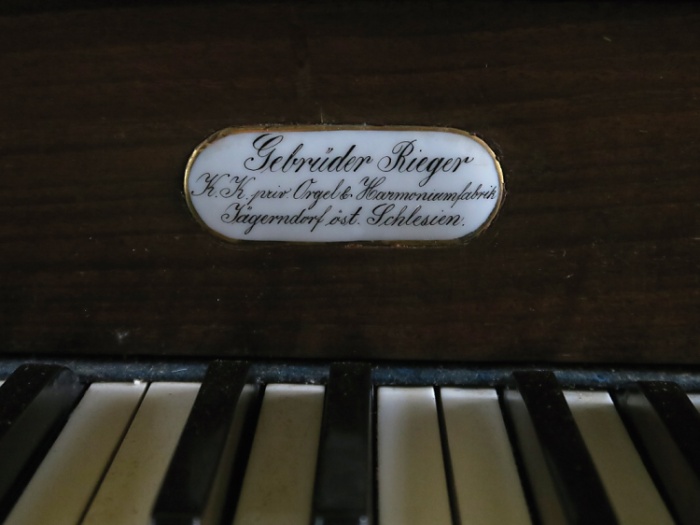 Gebrüder Rieger
K. K. priv. Orgel & Harmoniumfabrik
Jägerndorf öst. Schlesien.